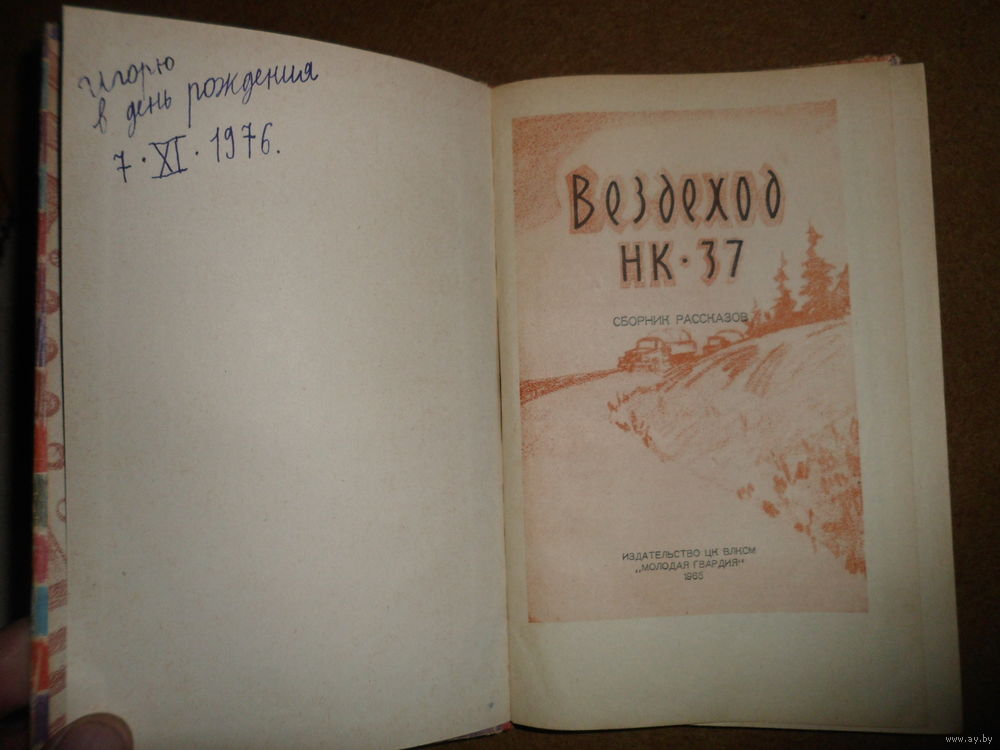 Игорю
в день рождения
7·XI·1976.
Вездеход
НК·37
СБОРНИК РАССКАЗОВ
ИЗДАТЕЛЬСТВО ЦК ВЛКСМ
„МОЛОДАЯ ГВАРДИЯ“
1965
www.ay.by